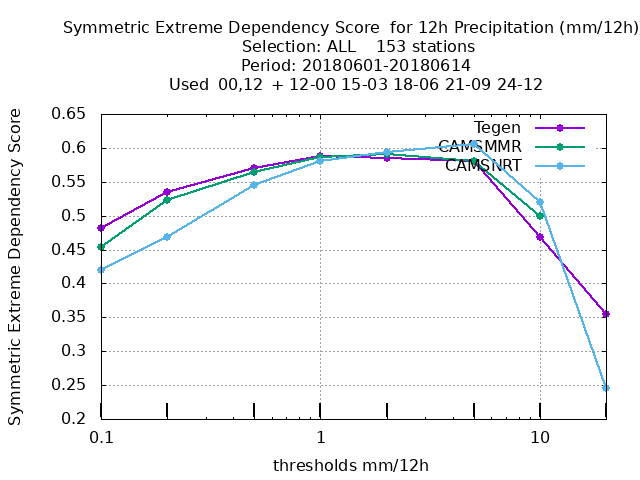 Symmetric Extreme Dependency Score  for 12h Precipitation (mm/12h)
Selection: ALL    153 stations
Period: 20180601-20180614
Used  00,12  + 12-00 15-03 18-06 21-09 24-12
Symmetric Extreme Dependency Score
0.65
0.6
0.55
0.5
0.45
0.4
0.35
0.3
0.25
0.2
Tegen
CAMSMMR
CAMSNRT
0.1
1
10
thresholds mm/12h